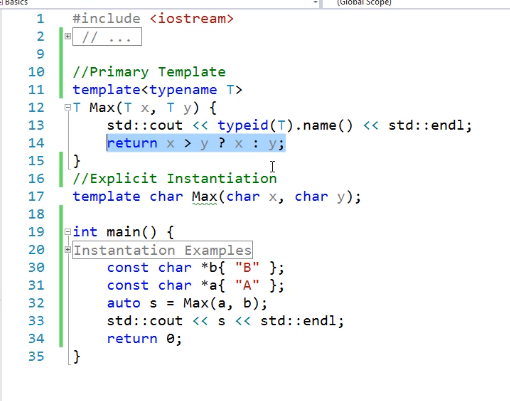 Basics
(Global Scope)
1 #include <iostream>
2 // ...
9
10 //Primary Template
11 template<typename T>
12 T Max(T x, T y) {
13 std::cout << typeid(T).name() << std::endl;
14 return x > y ? x : y;
15 }
16 //Explicit Instantiation
17 template char Max(char x, char y);
18
19 int main() {
20 Instantation Examples
30 const char *b{ "B" };
31 const char *a{ "A" };
32 auto s = Max(a, b);
33 std::cout << s << std::endl;
34 return 0;
35 }